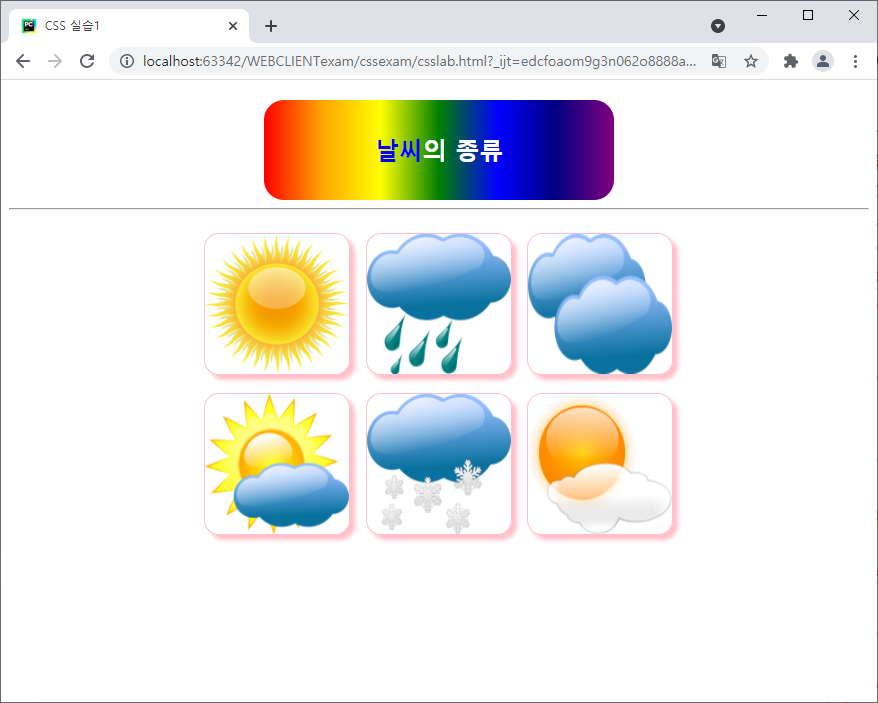 CSS 실습1
localhost:63342/WEBCLIENTexam/cssexam/csslab.html?_ijt=edcfoaom9g3n062o8888a...
날씨의 종류